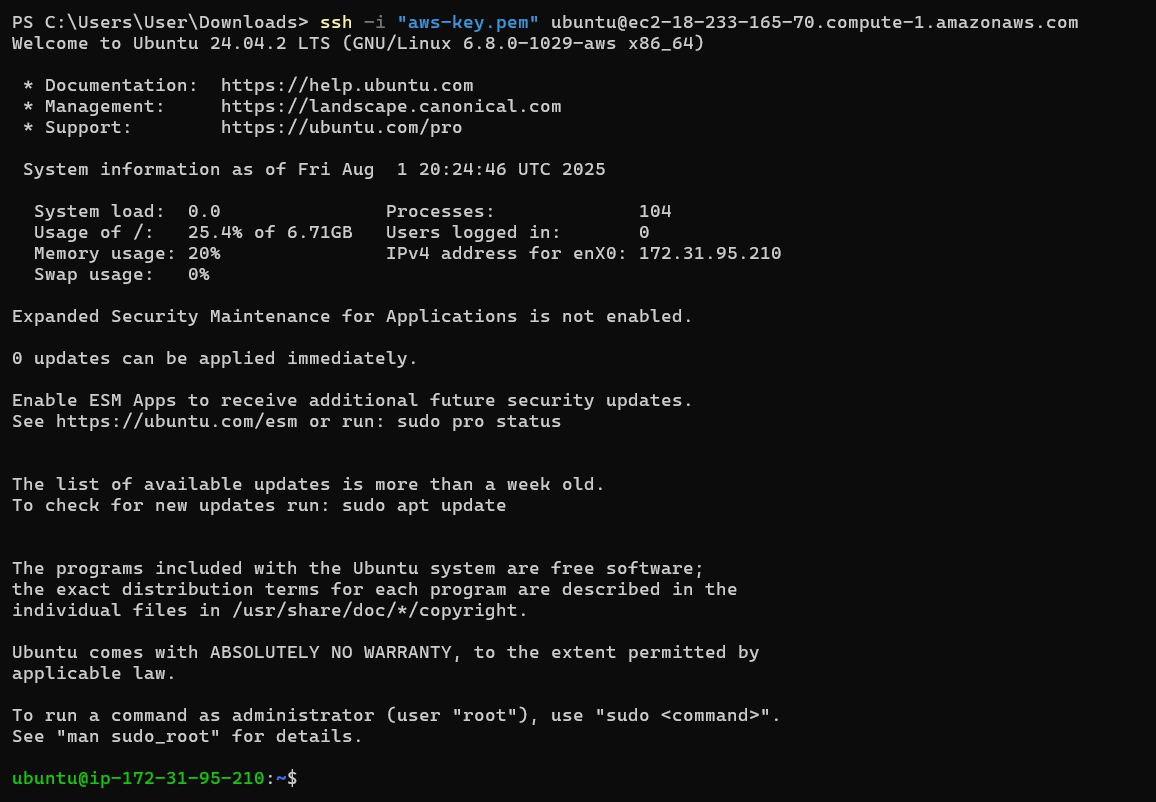 PS C:\Users\User\Downloads> ssh -i "aws-key.pem" ubuntu@ec2-18-233-165-70.compute-1.amazonaws.com
Welcome to Ubuntu 24.04.2 LTS (GNU/Linux 6.8.0-1029-aws x86_64)

 * Documentation:  https://help.ubuntu.com
 * Management:     https://landscape.canonical.com
 * Support:        https://ubuntu.com/pro

 System information as of Fri Aug  1 20:24:46 UTC 2025

  System load:  0.0               Processes:             104
  Usage of /:   25.4% of 6.71GB   Users logged in:       0
  Memory usage: 20%               IPv4 address for enX0: 172.31.95.210
  Swap usage:   0%

Expanded Security Maintenance for Applications is not enabled.

0 updates can be applied immediately.

Enable ESM Apps to receive additional future security updates.
See https://ubuntu.com/esm or run: sudo pro status


The list of available updates is more than a week old.
To check for new updates run: sudo apt update


The programs included with the Ubuntu system are free software;
the exact distribution terms for each program are described in the
individual files in /usr/share/doc/*/copyright.

Ubuntu comes with ABSOLUTELY NO WARRANTY, to the extent permitted by
applicable law.

To run a command as administrator (user "root"), use "sudo <command>".
See "man sudo_root" for details.

ubuntu@ip-172-31-95-210:~$